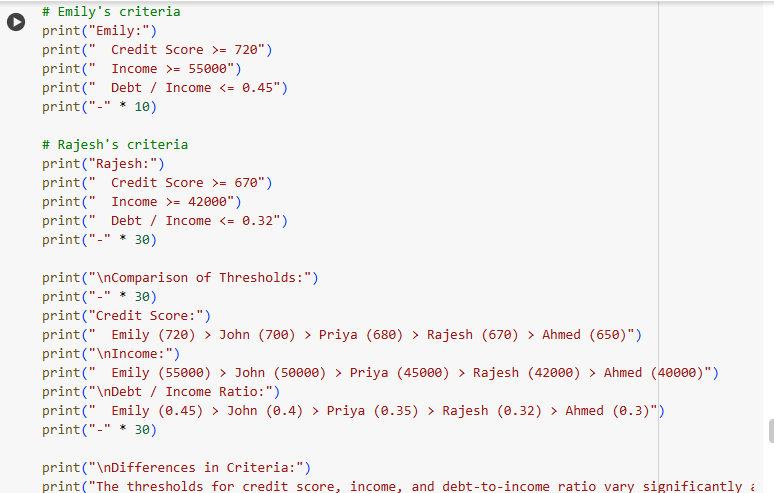 # Emily's criteria
print("Emily:")
print("  Credit Score >= 720")
print("  Income >= 55000")
print("  Debt / Income <= 0.45")
print("-" * 10)

# Rajesh's criteria
print("Rajesh:")
print("  Credit Score >= 670")
print("  Income >= 42000")
print("  Debt / Income <= 0.32")
print("-" * 30)

print("\nComparison of Thresholds:")
print("-" * 30)
print("Credit Score:")
print("  Emily (720) > John (700) > Priya (680) > Rajesh (670) > Ahmed (650)")
print("\nIncome:")
print("  Emily (55000) > John (50000) > Priya (45000) > Rajesh (42000) > Ahmed (40000)")
print("\nDebt / Income Ratio:")
print("  Emily (0.45) > John (0.4) > Priya (0.35) > Rajesh (0.32) > Ahmed (0.3)")
print("-" * 30)

print("\nDifferences in Criteria:")
print("The thresholds for credit score, income, and debt-to-income ratio vary significantly